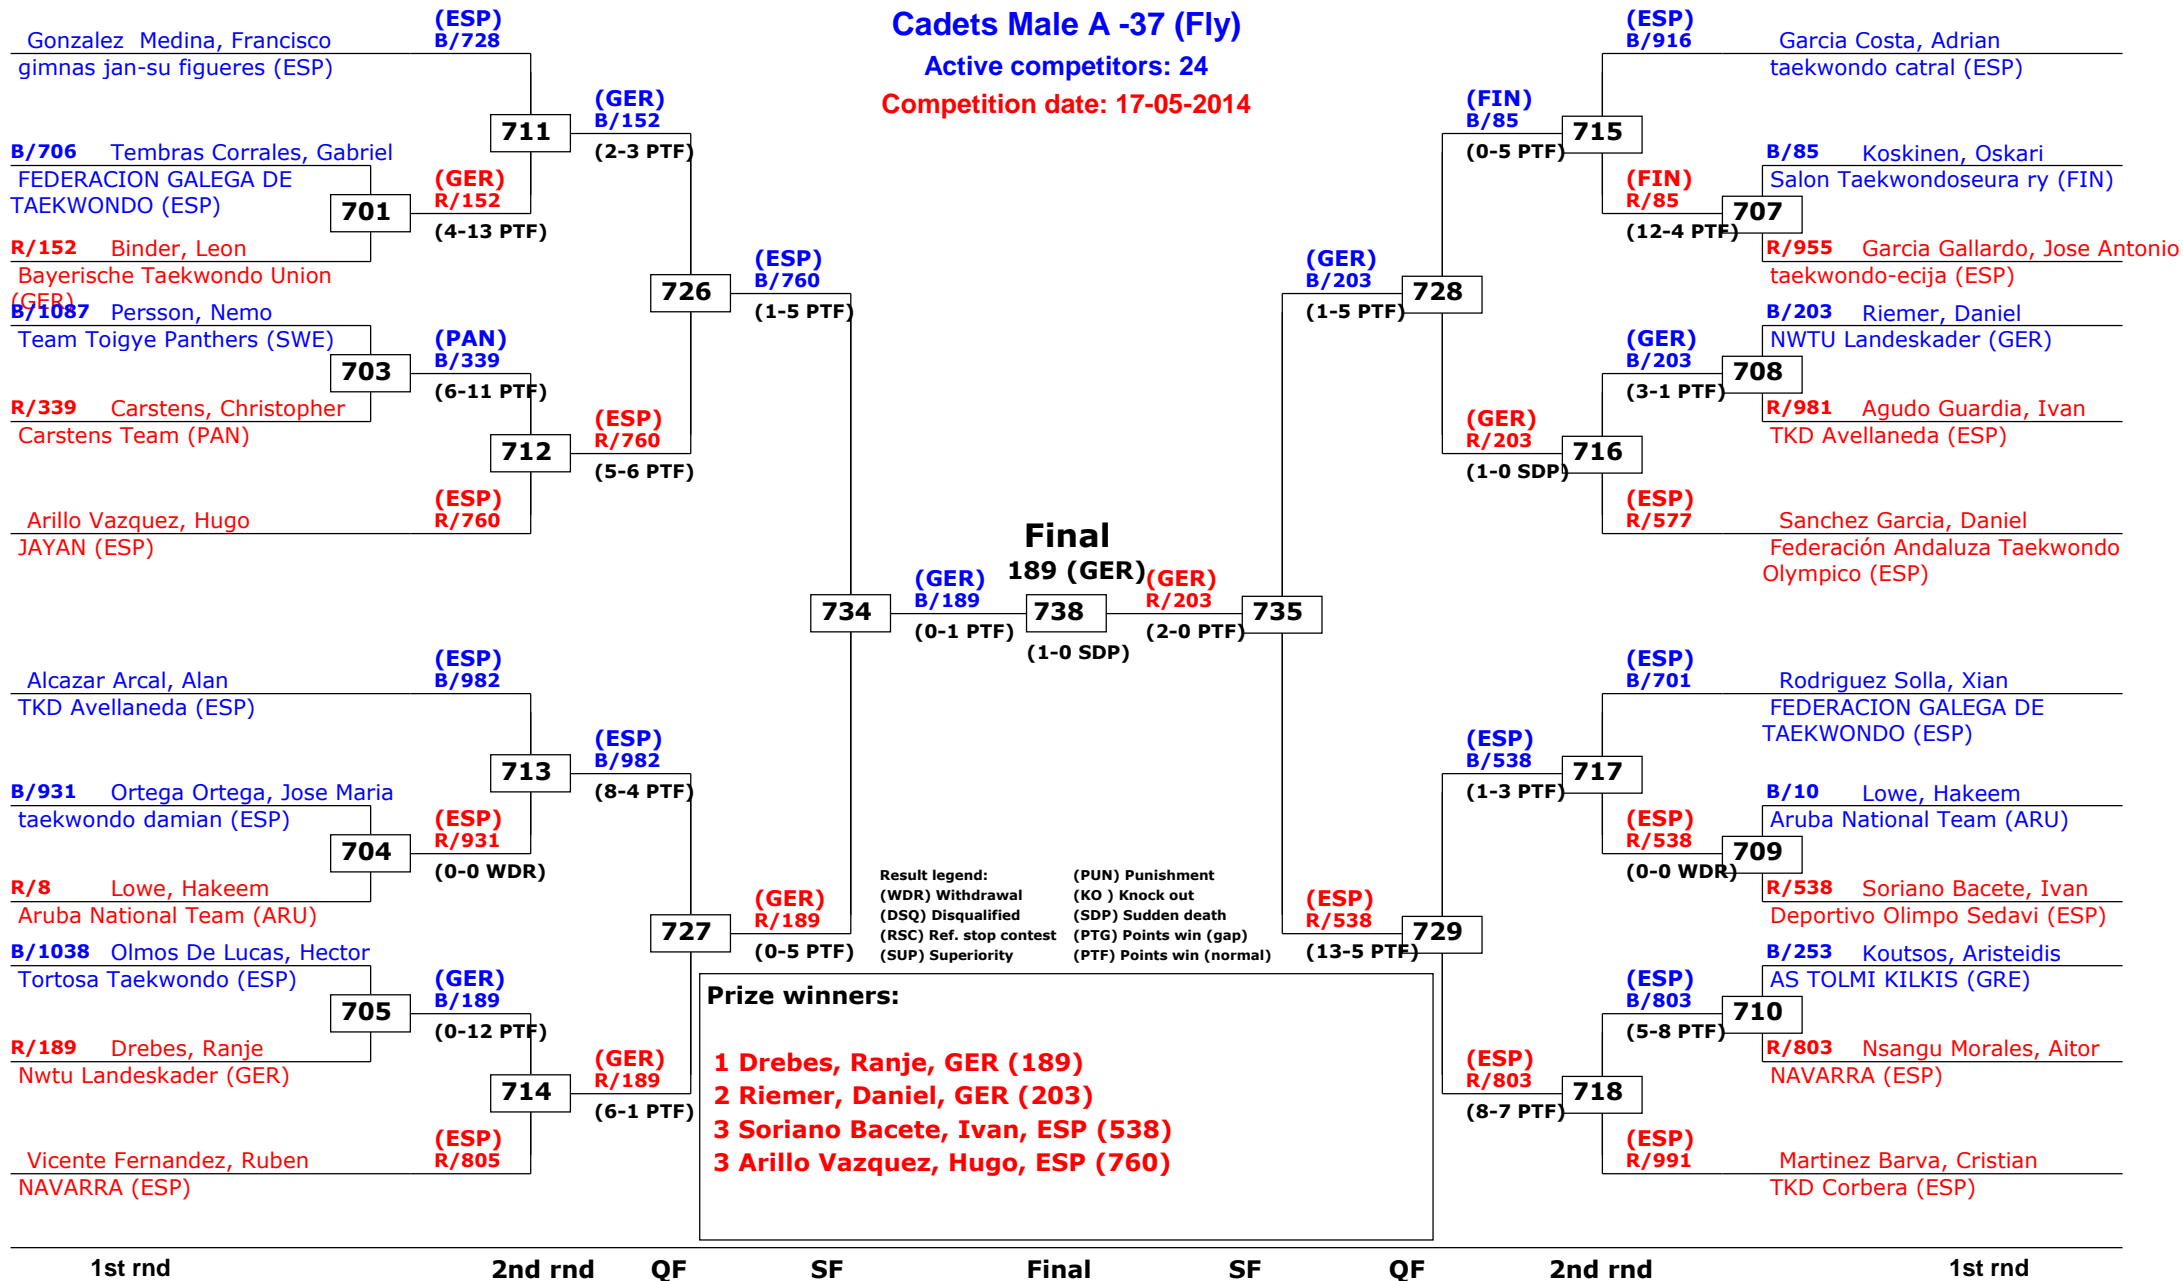 Cadets Male A -37 (Fly)
Active competitors: 24
Competition date: 17-05-2014
(ESP)
B/728
Gonzalez  Medina, Francisco
gimnas jan-su figueres (ESP)
711
(GER)
B/152
(2-3 PTF)
B/706 Tembras Corrales, Gabriel
FEDERACION GALEGA DE
TAEKWONDO (ESP)
701
(GER)
R/152
(4-13 PTF)
R/152 Binder, Leon
Bayerische Taekwondo Union
(GER)
B/1087 Persson, Nemo
Team Toigye Panthers (SWE)
703
(PAN)
B/339
(6-11 PTF)
R/339 Carstens, Christopher
Carstens Team (PAN)
712
(ESP)
R/760
(5-6 PTF)
(ESP)
R/760
Arillo Vazquez, Hugo
JAYAN (ESP)
726
(ESP)
B/760
(1-5 PTF)
(ESP)
B/982
Alcazar Arcal, Alan
TKD Avellaneda (ESP)
713
(ESP)
B/982
(8-4 PTF)
B/931 Ortega Ortega, Jose Maria
taekwondo damian (ESP)
704
(ESP)
R/931
(0-0 WDR)
R/8 Lowe, Hakeem
Aruba National Team (ARU)
B/1038 Olmos De Lucas, Hector
Tortosa Taekwondo (ESP)
705
(GER)
B/189
(0-12 PTF)
R/189 Drebes, Ranje
Nwtu Landeskader (GER)
714
(GER)
R/189
(6-1 PTF)
(ESP)
R/805
Vicente Fernandez, Ruben
NAVARRA (ESP)
727
(GER)
R/189
(0-5 PTF)
734
(GER)
B/189
(0-1 PTF)
Final
189 (GER)
738
(1-0 SDP)
(GER)
R/203
(2-0 PTF)
735
(ESP)
B/916
Garcia Costa, Adrian
taekwondo catral (ESP)
(FIN)
B/85
(0-5 PTF)
715
B/85 Koskinen, Oskari
Salon Taekwondoseura ry (FIN)
(FIN)
R/85
(12-4 PTF)
707
R/955 Garcia Gallardo, Jose Antonio
taekwondo-ecija (ESP)
(GER)
B/203
(1-5 PTF)
728
B/203 Riemer, Daniel
NWTU Landeskader (GER)
(GER)
B/203
(3-1 PTF)
708
R/981 Agudo Guardia, Ivan
TKD Avellaneda (ESP)
(GER)
R/203
(1-0 SDP)
716
(ESP)
R/577
Sanchez Garcia, Daniel
Federación Andaluza Taekwondo
Olympico (ESP)
(ESP)
B/701
Rodriguez Solla, Xian
FEDERACION GALEGA DE
TAEKWONDO (ESP)
(ESP)
B/538
(1-3 PTF)
717
B/10 Lowe, Hakeem
Aruba National Team (ARU)
(ESP)
R/538
(0-0 WDR)
709
R/538 Soriano Bacete, Ivan
Deportivo Olimpo Sedavi (ESP)
(ESP)
R/538
(13-5 PTF)
729
B/253 Koutsos, Aristeidis
AS TOLMI KILKIS (GRE)
(ESP)
B/803
(5-8 PTF)
710
R/803 Nsangu Morales, Aitor
NAVARRA (ESP)
(ESP)
R/803
(8-7 PTF)
718
(ESP)
R/991
Martinez Barva, Cristian
TKD Corbera (ESP)
Result legend: (PUN) Punishment
(WDR) Withdrawal (KO ) Knock out
(DSQ) Disqualified (SDP) Sudden death
(RSC) Ref. stop contest (PTG) Points win (gap)
(SUP) Superiority (PTF) Points win (normal)
Prize winners:
1 Drebes, Ranje, GER (189)
2 Riemer, Daniel, GER (203)
3 Soriano Bacete, Ivan, ESP (538)
3 Arillo Vazquez, Hugo, ESP (760)
1st rnd 2nd rnd QF SF Final SF QF 2nd rnd 1st rnd